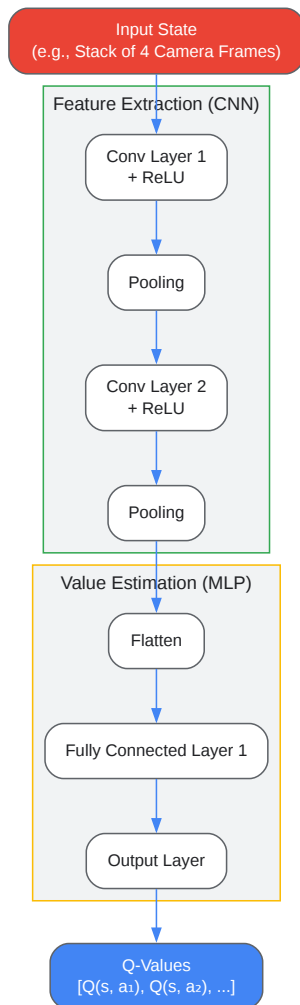 Input State
(e.g., Stack of 4 Camera Frames)
Feature Extraction (CNN)
Conv Layer 1
+ ReLU
Pooling
Conv Layer 2
+ ReLU
Pooling
Value Estimation (MLP)
Flatten
Fully Connected Layer 1
Output Layer
Q-Values
[Q(s, a₁), Q(s, a₂), ...]